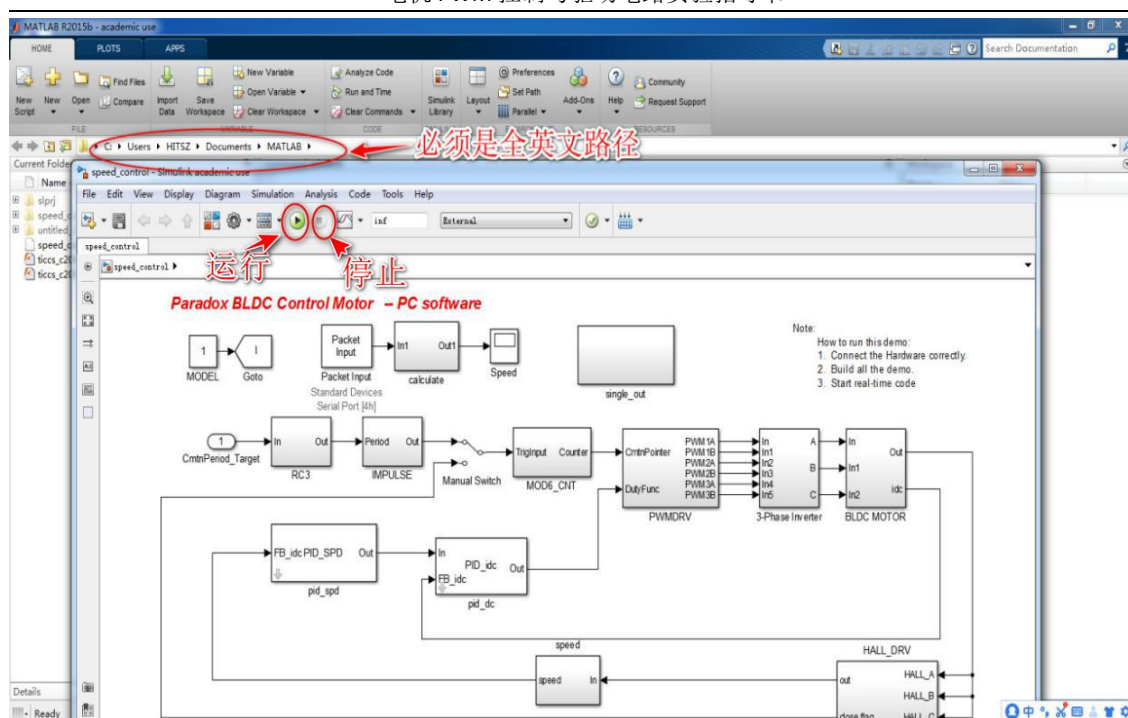 MATLAB R2015b - academic use
HOME PLOTS APPS
Search Documentation
New Script
New
Open
Find Files
Compare
Import Data
Save Workspace
New Variable
Open Variable
Clear Workspace
Analyze Code
Run and Time
Clear Commands
Simulink Library
Layout
Preferences
Set Path
Parallel
Add-Ons
Help
Community
Request Support
FILE VARIABLE CODE RESOURCES
C: Users HITSZ Documents MATLAB
必须是全英文路径
Current Folder
Name
slprj
speed_c
untitled
speed_c
ticcs_c20
ticcs_c20
speed_control - Simulink academic use
File Edit View Display Diagram Simulation Analysis Code Tools Help
inf External
speed_control
运行 停止
speed_control
Paradox BLDC Control Motor -- PC software
1
MODEL
I
Goto
Packet Input
Packet Input
Standard Devices
Serial Port [4h]
In1 Out1
calculate
Speed
single_out
Note:
How to run this demo:
1. Connect the Hardware correctly.
2. Build all the demo.
3. Start real-time code
1
CmtnPeriod_Target
In Out
RC3
Period Out
IMPULSE
Manual Switch
TrigInput Counter
MOD6_CNT
CmtnPointer
DutyFunc
PWM1A
PWM1B
PWM2A
PWM2B
PWM3A
PWM3B
PWMDRV
In
In1
In2
In3
In4
In5
A
B
C
3-Phase Inverter
In
In1
In2
Out
idc
BLDC MOTOR
FB_idc PID_SPD Out
pid_spd
In
PID_idc Out
FB_idc
pid_dc
speed
speed In
HALL_DRV
out
HALL_A
HALL_B
Details
Ready
中